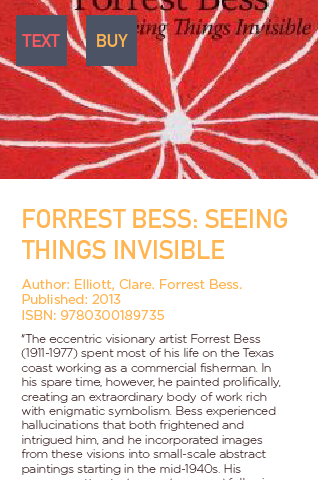 Forrest Bess
Seeing Things Invisible
TEXT
BUY
FORREST BESS: SEEING
THINGS INVISIBLE
Author: Elliott, Clare. Forrest Bess.
Published: 2013
ISBN: 9780300189735
"The eccentric visionary artist Forrest Bess
(1911-1977) spent most of his life on the Texas
coast working as a commercial fisherman. In
his spare time, however, he painted prolifically,
creating an extraordinary body of work rich
with enigmatic symbolism. Bess experienced
hallucinations that both frightened and
intrigued him, and he incorporated images
from these visions into small-scale abstract
paintings starting in the mid-1940s. His